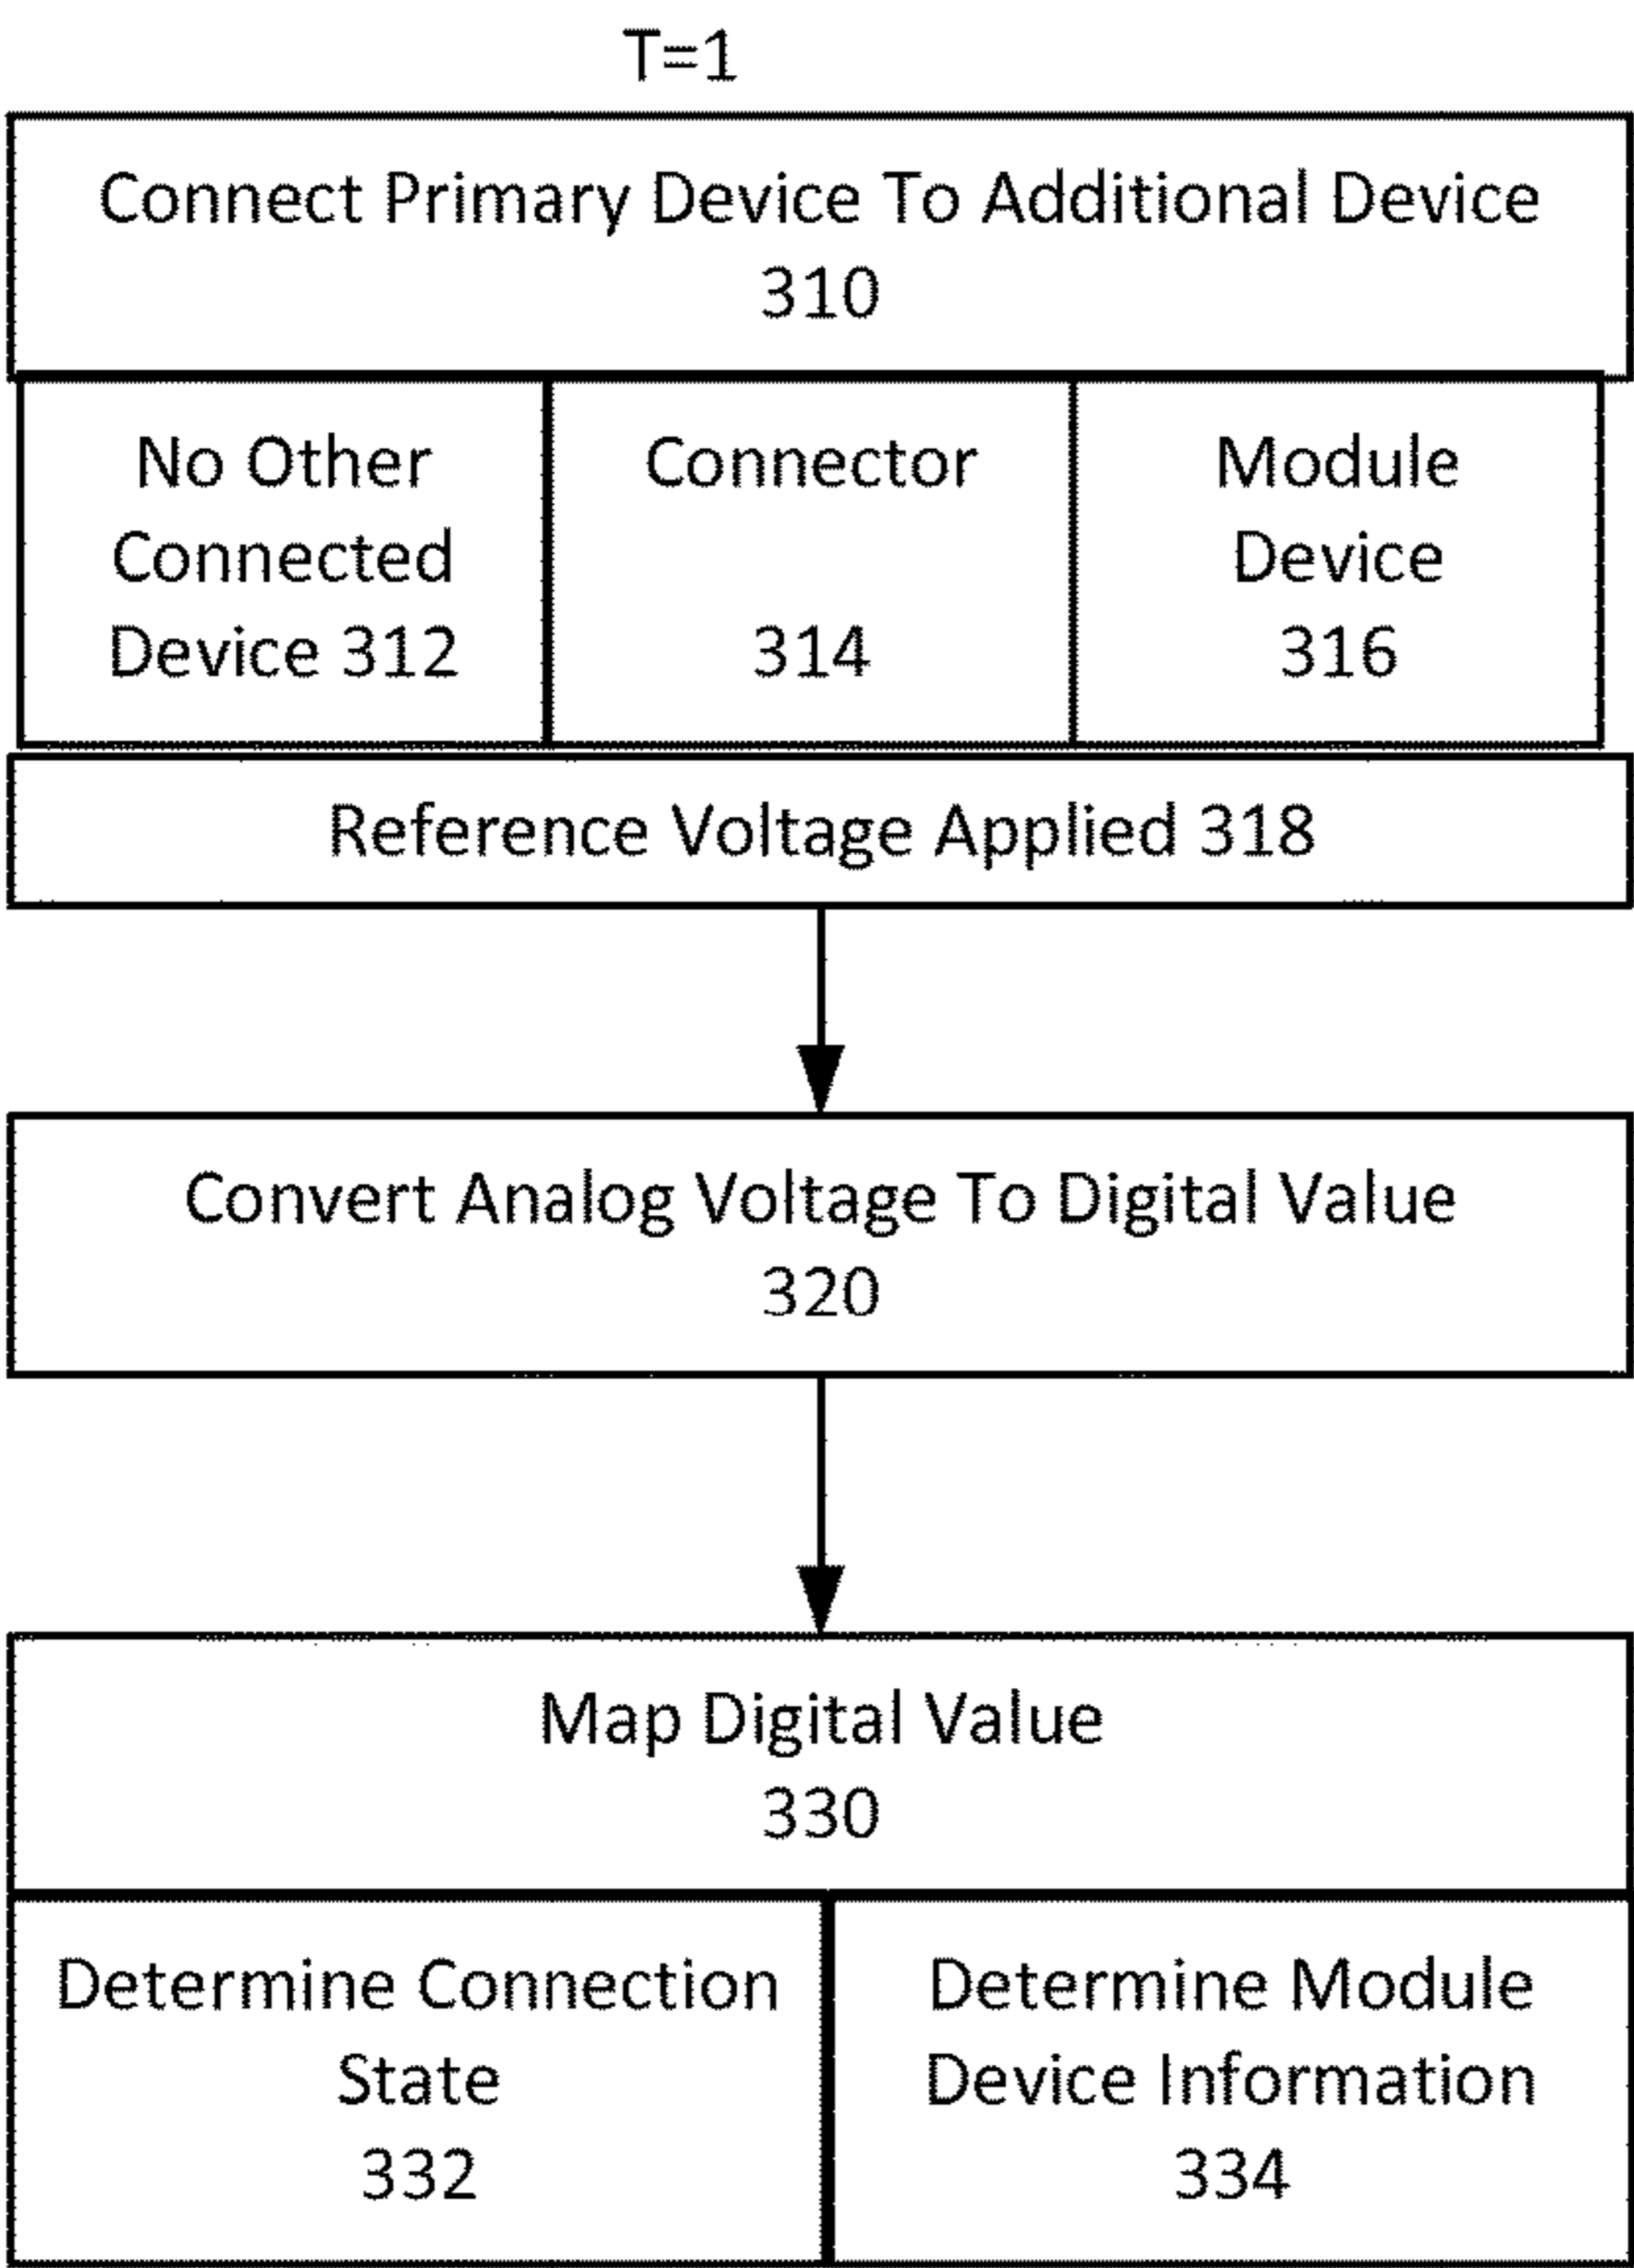 T=1
Connect Primary Device To Additional Device
310
No Other
Connected
Device 312
Connector
314
Module
Device
316
Reference Voltage Applied 318
Convert Analog Voltage To Digital Value
320
Map Digital Value
330
Determine Connection
State
332
Determine Module
Device Information
334